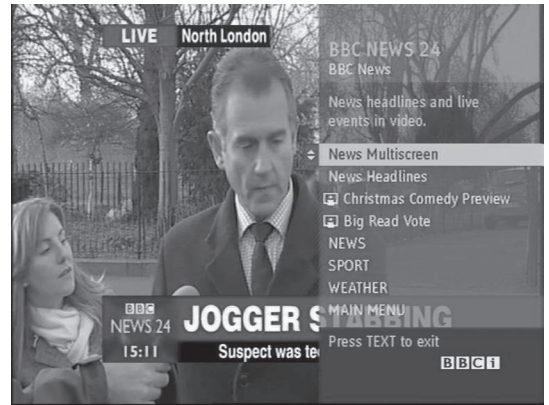 LIVE North London
BBC NEWS 24
BBC News
News headlines and live
events in video.
News Multiscreen
News Headlines
Christmas Comedy Preview
Big Read Vote
NEWS
SPORT
WEATHER
MAIN MENU
Press TEXT to exit
BBCi
BBC
NEWS 24
JOGGER STABBING
15:11 Suspect was